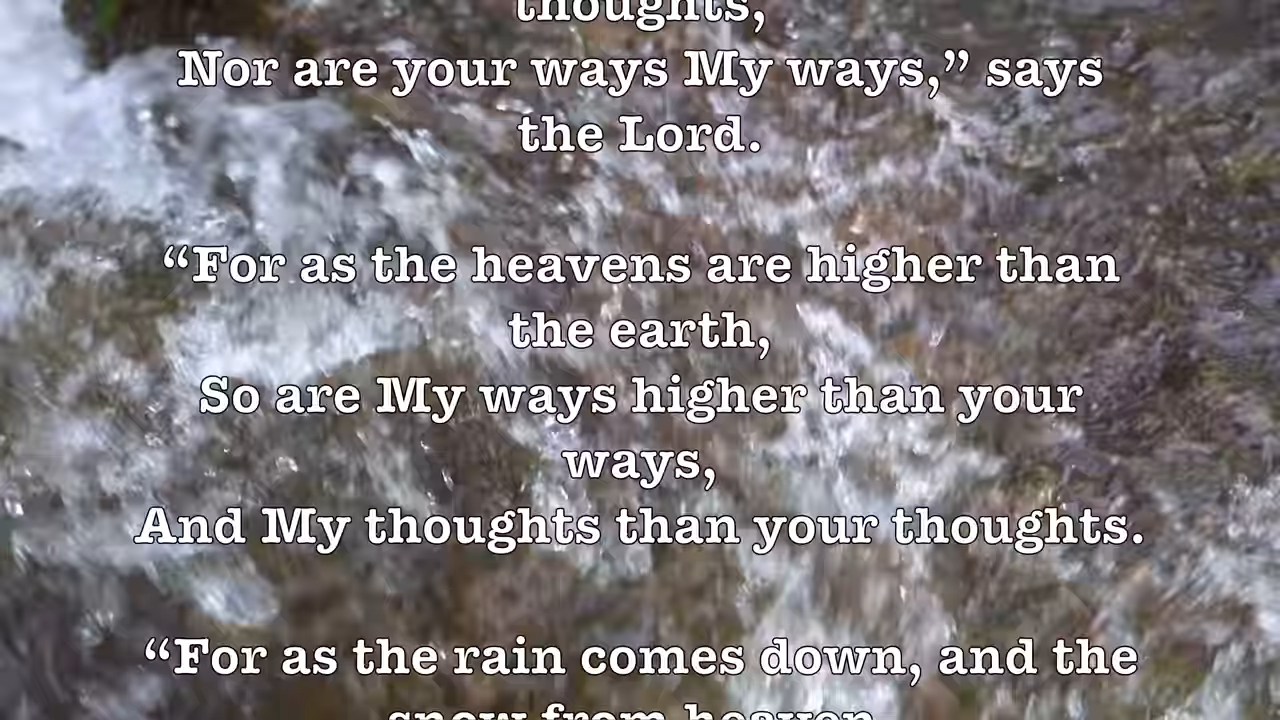 thoughts,
Nor are your ways My ways,” says
the Lord.
“For as the heavens are higher than
the earth,
So are My ways higher than your
ways,
And My thoughts than your thoughts.
“For as the rain comes down, and the
snow from heaven